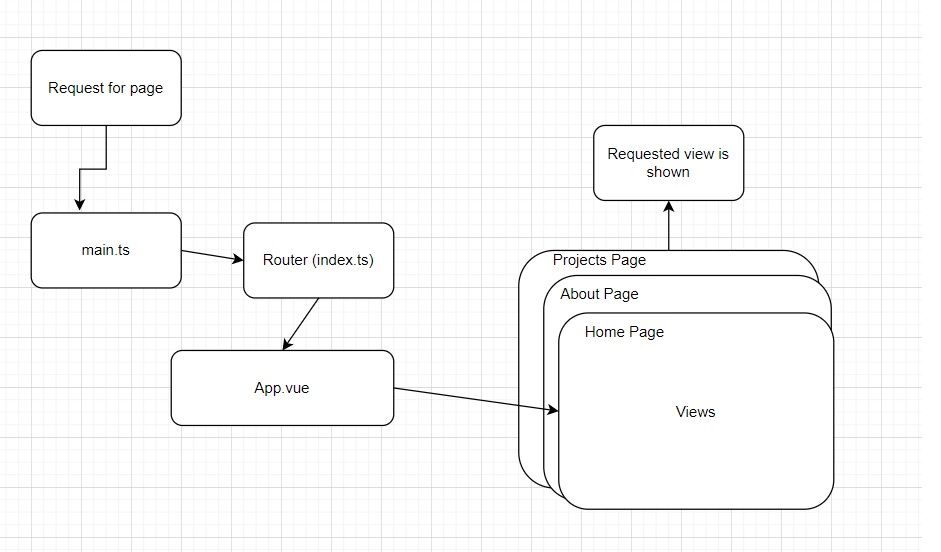 Request for page
main.ts
Router (index.ts)
App.vue
Requested view is
shown
Projects Page
About Page
Home Page
Views